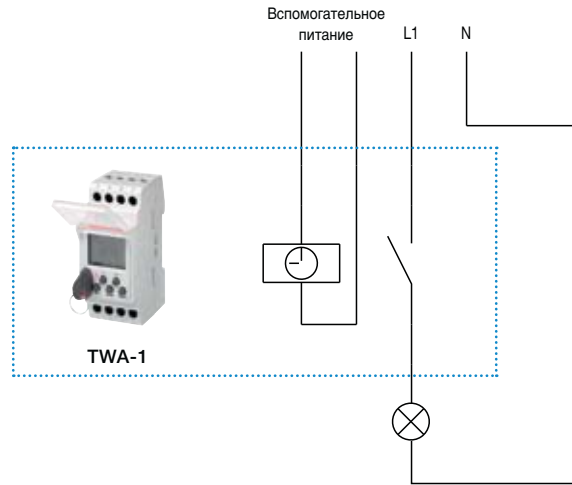 Вспомогательное
питание
L1
N
TWA-1